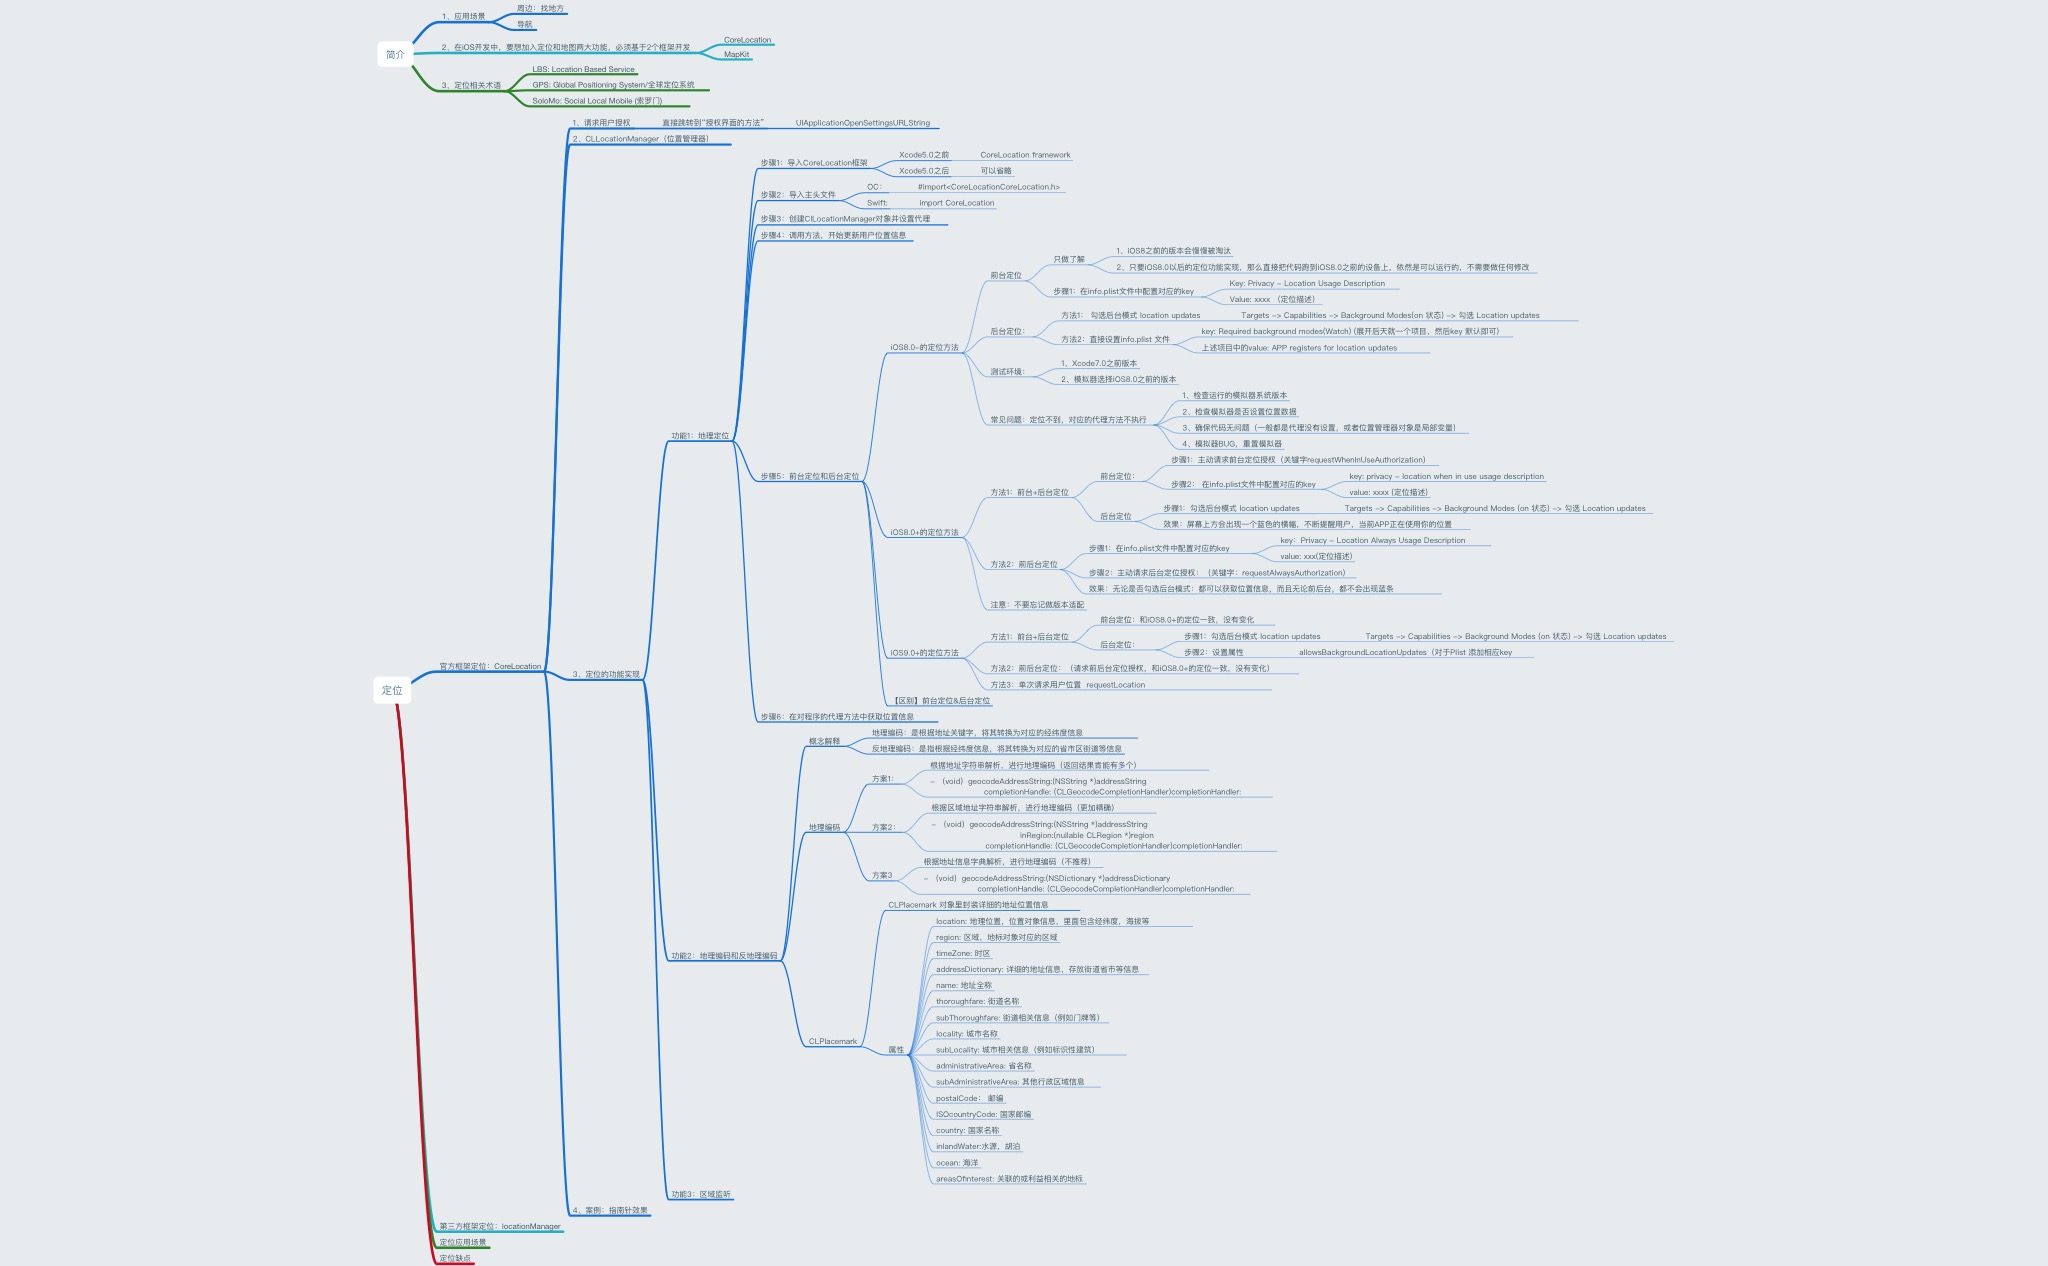 简介
1、应用场景
周边：找地方
导航
2、在iOS开发中，要想加入定位和地图两大功能，必须基于2个框架开发
CoreLocation
MapKit
3、定位相关术语
LBS: Location Based Service
GPS: Global Positioning System/全球定位系统
SoloMo: Social Local Mobile (索罗门)
定位
官方框架定位：CoreLocation
1、请求用户授权
直接跳转到“授权界面的方法”
UIApplicationOpenSettingsURLString
2、CLLocationManager（位置管理器）
3、定位的功能实现
功能1：地理定位
步骤1：导入CoreLocation框架
Xcode5.0之前
CoreLocation framework
Xcode5.0之后
可以省略
步骤2：导入主头文件
OC：
#import<CoreLocationCoreLocation.h>
Swift:
import CoreLocation
步骤3：创建ClLocationManager对象并设置代理
步骤4：调用方法，开始更新用户位置信息
步骤5：前台定位和后台定位
iOS8.0-的定位方法
前台定位
只做了解
1、iOS8之前的版本会慢慢被淘汰
2、只要iOS8.0以后的定位功能实现，那么直接把代码跑到iOS8.0之前的设备上，依然是可以运行的，不需要做任何修改
步骤1：在info.plist文件中配置对应的key
Key: Privacy - Location Usage Description
Value: xxxx （定位描述）
后台定位：
方法1： 勾选后台模式 location updates
Targets -> Capabilities -> Background Modes(on 状态) -> 勾选 Location updates
方法2：直接设置info.plist 文件
key: Required background modes(Watch) (展开后天就一个项目，然后key 默认即可)
上述项目中的value: APP registers for location updates
测试环境：
1、Xcode7.0之前版本
2、模拟器选择iOS8.0之前的版本
常见问题：定位不到，对应的代理方法不执行
1、检查运行的模拟器系统版本
2、检查模拟器是否设置位置数据
3、确保代码无问题（一般都是代理没有设置，或者位置管理器对象是局部变量）
4、模拟器BUG，重置模拟器
iOS8.0+的定位方法
方法1：前台+后台定位
前台定位：
步骤1：主动请求前台定位授权（关键字requestWhenInUseAuthorization）
步骤2： 在info.plist文件中配置对应的key
key: privacy - location when in use usage description
value: xxxx (定位描述)
后台定位
步骤1：勾选后台模式 location updates
Targets -> Capabilities -> Background Modes (on 状态) -> 勾选 Location updates
效果：屏幕上方会出现一个蓝色的横幅，不断提醒用户，当前APP正在使用你的位置
方法2：前后台定位
步骤1：在info.plist文件中配置对应的key
key：Privacy - Location Always Usage Description
value: xxx(定位描述)
步骤2：主动请求后台定位授权：（关键字：requestAlwaysAuthorization）
效果：无论是否勾选后台模式：都可以获取位置信息，而且无论前后台，都不会出现蓝条
注意：不要忘记做版本适配
iOS9.0+的定位方法
方法1：前台+后台定位
前台定位：和iOS8.0+的定位一致，没有变化
后台定位：
步骤1：勾选后台模式 location updates
Targets -> Capabilities -> Background Modes (on 状态) -> 勾选 Location updates
步骤2：设置属性
allowsBackgroundLocationUpdates（对于Plist 添加相应key
方法2：前后台定位：（请求前后台定位授权，和iOS8.0+的定位一致，没有变化）
方法3：单次请求用户位置 requestLocation
【区别】前台定位&后台定位
步骤6：在对程序的代理方法中获取位置信息
功能2：地理编码和反地理编码
概念解释
地理编码：是根据地址关键字，将其转换为对应的经纬度信息
反地理编码：是指根据经纬度信息，将其转换为对应的省市区街道等信息
地理编码
方案1：
根据地址字符串解析，进行地理编码（返回结果肯能有多个）
- （void）geocodeAddressString:(NSString *)addressString
completionHandle: (CLGeocodeCompletionHandler)completionHandler:
方案2：
根据区域地址字符串解析，进行地理编码（更加精确）
- （void）geocodeAddressString:(NSString *)addressString
inRegion:(nullable CLRegion *)region
completionHandle: (CLGeocodeCompletionHandler)completionHandler:
方案3
根据地址信息字典解析，进行地理编码（不推荐）
- （void）geocodeAddressString:(NSDictionary *)addressDictionary
completionHandle: (CLGeocodeCompletionHandler)completionHandler:
CLPlacemark
CLPlacemark 对象里封装详细的地址位置信息
属性
location: 地理位置，位置对象信息，里面包含经纬度，海拔等
region: 区域、地标对象对应的区域
timeZone: 时区
addressDictionary: 详细的地址信息，存放街道省市等信息
name: 地址全称
thoroughfare: 街道名称
subThoroughfare: 街道相关信息（例如门牌等）
locality: 城市名称
subLocality: 城市相关信息（例如标识性建筑）
administrativeArea: 省名称
subAdministrativeArea: 其他行政区域信息
postalCode： 邮编
ISOcountryCode: 国家邮编
country: 国家名称
inlandWater:水源，胡泊
ocean: 海洋
areasOfInterest: 关联的或利益相关的地标
功能3：区域监听
4、案例：指南针效果
第三方框架定位：locationManager
定位应用场景
定位缺点